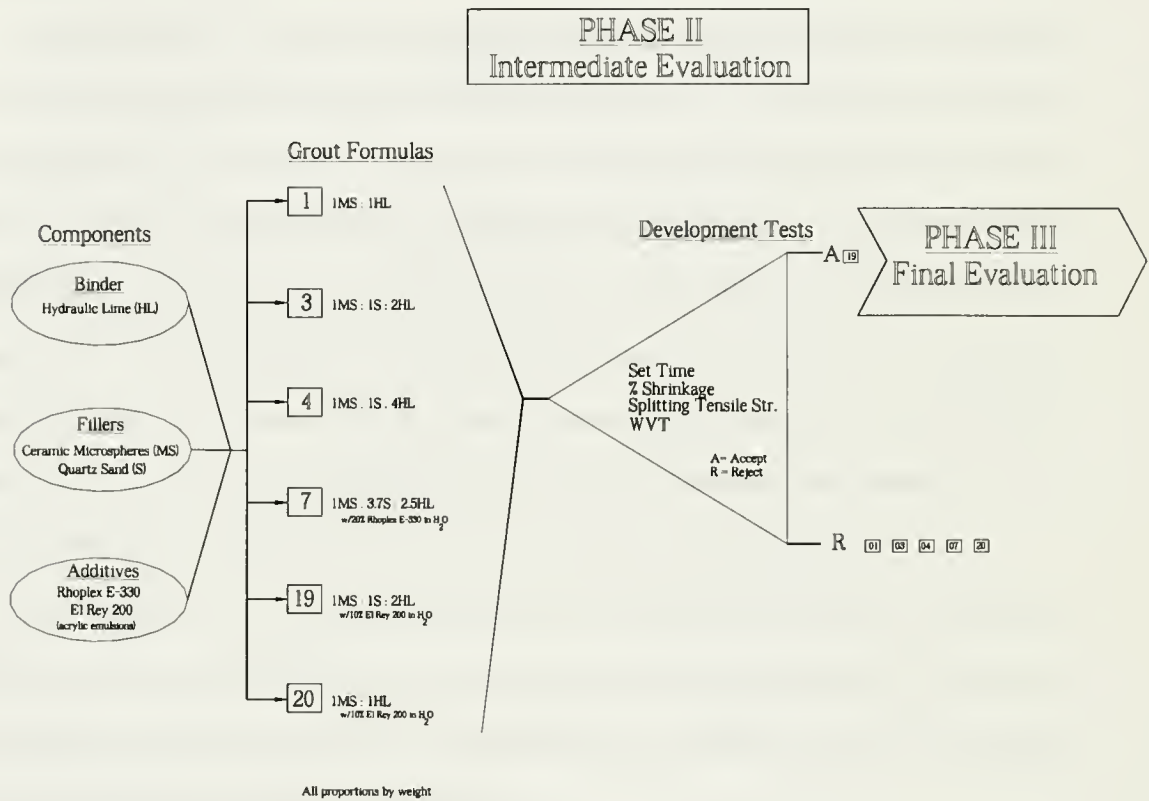 PHASE II
Intermediate Evaluation
Grout Formulas
Components
Binder
Hydraulic Lime (HL)
Fillers
Ceramic Microspheres (MS)
Quartz Sand (S)
Additives
Rhoplex E-330
El Rey 200
(acrylic emulsions)
1 1MS : 1HL
3 1MS : 1S : 2HL
4 1MS . 1S . 4HL
7 1MS . 3.7S : 2.5HL
w/20% Rhoplex E-330 in H2O
19 1MS : 1S : 2HL
w/10% El Rey 200 in H2O
20 1MS : 1HL
w/10% El Rey 200 in H2O
All proportions by weight
Development Tests
Set Time
% Shrinkage
Splitting Tensile Str.
WVT
A= Accept
R = Reject
A 19
R 01 03 04 07 20
PHASE III
Final Evaluation